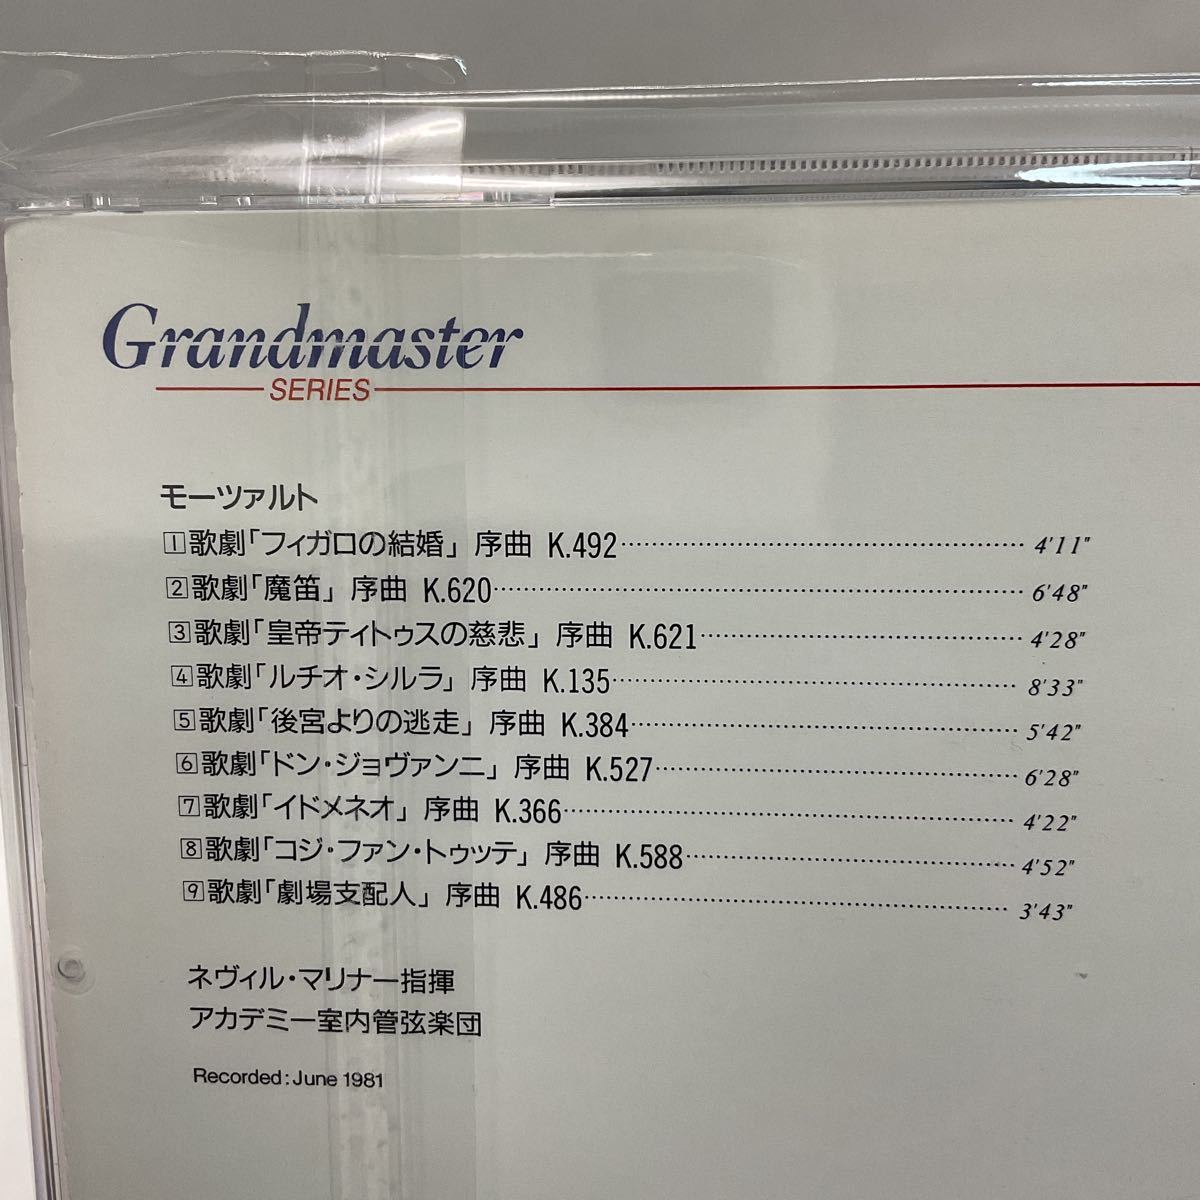 Grandmaster
SERIES
モーツァルト
1 歌劇「フィガロの結婚」 序曲 K.492 4'11"
2 歌劇「魔笛」 序曲 K.620 6'48"
3 歌劇「皇帝ティトゥスの慈悲」 序曲 K.621 4'28"
4 歌劇「ルチオ・シルラ」 序曲 K.135 8'33"
5 歌劇「後宮よりの逃走」 序曲 K.384 5'42"
6 歌劇「ドン・ジョヴァンニ」 序曲 K.527 6'28"
7 歌劇「イドメネオ」 序曲 K.366 4'22"
8 歌劇「コジ・ファン・トゥッテ」 序曲 K.588 4'52"
9 歌劇「劇場支配人」 序曲 K.486 3'43"
ネヴィル・マリナー指揮
アカデミー室内管弦楽団
Recorded:June 1981